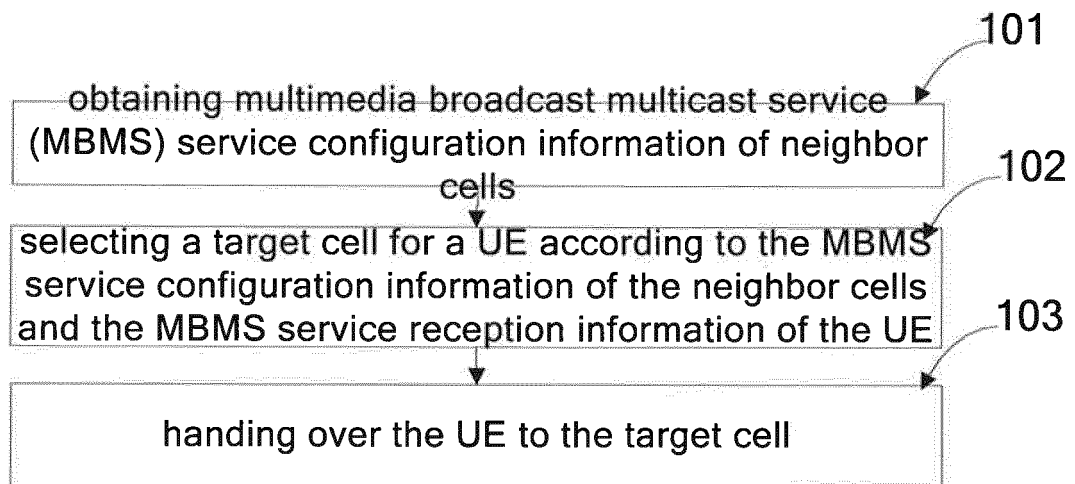 101
obtaining multimedia broadcast multicast service
(MBMS) service configuration information of neighbor
cells
102
selecting a target cell for a UE according to the MBMS
service configuration information of the neighbor cells
and the MBMS service reception information of the UE
103
handing over the UE to the target cell